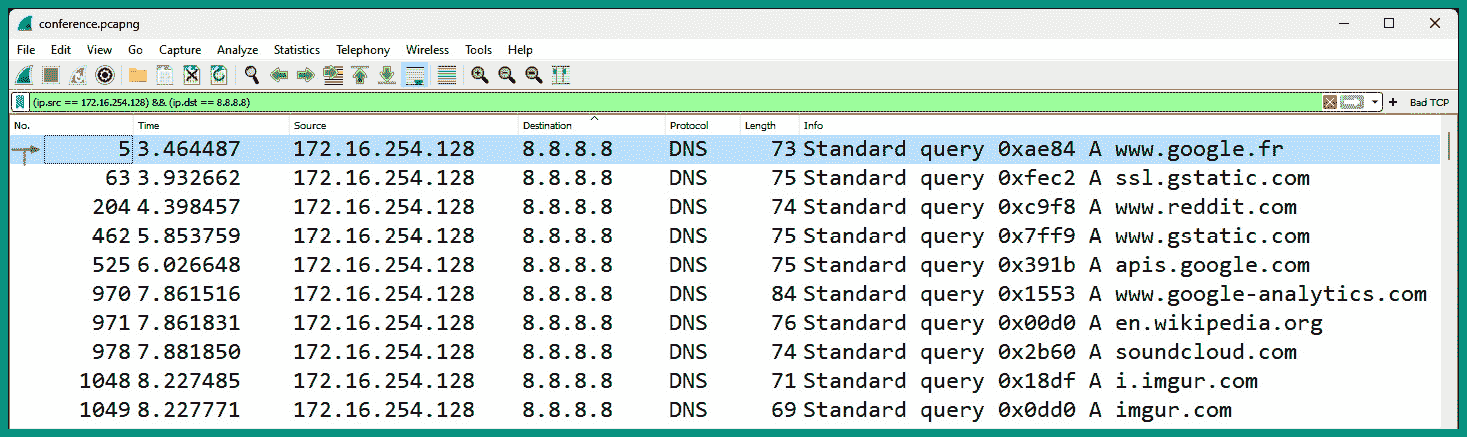 conference.pcapng
File Edit View Go Capture Analyze Statistics Telephony Wireless Tools Help
(ip.src == 172.16.254.128) && (ip.dst == 8.8.8.8) Bad TCP
No. Time Source Destination Protocol Length Info
5 3.464487 172.16.254.128 8.8.8.8 DNS 73 Standard query 0xae84 A www.google.fr
63 3.932662 172.16.254.128 8.8.8.8 DNS 75 Standard query 0xfec2 A ssl.gstatic.com
204 4.398457 172.16.254.128 8.8.8.8 DNS 74 Standard query 0xc9f8 A www.reddit.com
462 5.853759 172.16.254.128 8.8.8.8 DNS 75 Standard query 0x7ff9 A www.gstatic.com
525 6.026648 172.16.254.128 8.8.8.8 DNS 75 Standard query 0x391b A apis.google.com
970 7.861516 172.16.254.128 8.8.8.8 DNS 84 Standard query 0x1553 A www.google-analytics.com
971 7.861831 172.16.254.128 8.8.8.8 DNS 76 Standard query 0x00d0 A en.wikipedia.org
978 7.881850 172.16.254.128 8.8.8.8 DNS 74 Standard query 0x2b60 A soundcloud.com
1048 8.227485 172.16.254.128 8.8.8.8 DNS 71 Standard query 0x18df A i.imgur.com
1049 8.227771 172.16.254.128 8.8.8.8 DNS 69 Standard query 0x0dd0 A imgur.com